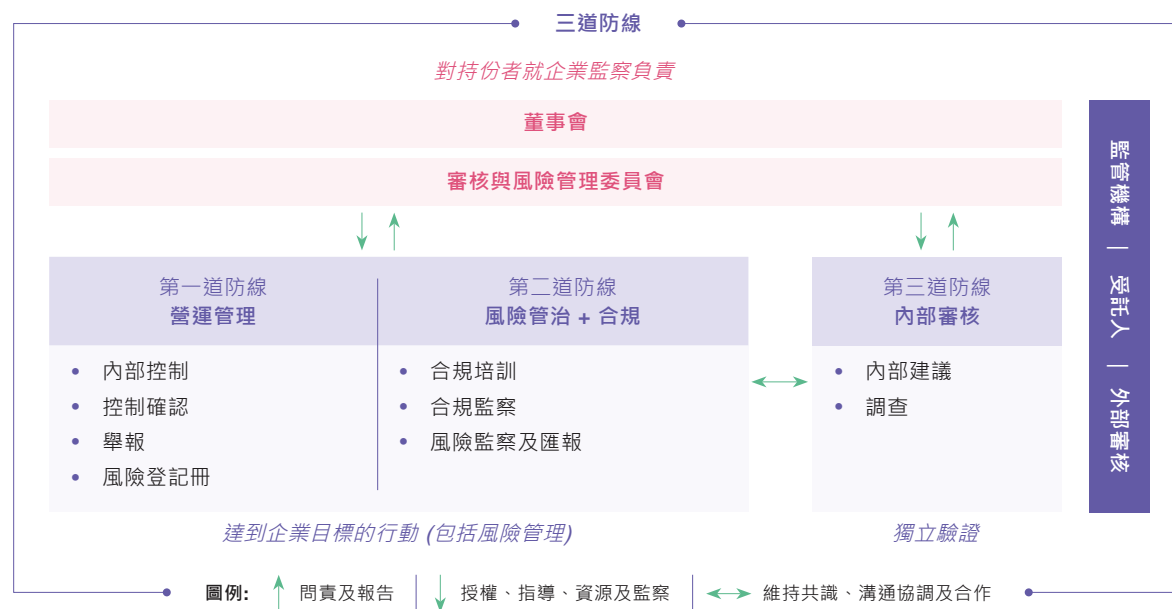 三道防線
對持份者就企業監察負責
董事會
審核與風險管理委員會
第一道防線
營運管理
第二道防線
風險管治 + 合規
第三道防線
內部審核
• 內部控制
• 控制確認
• 舉報
• 風險登記冊
• 合規培訓
• 合規監察
• 風險監察及匯報
• 內部建議
• 調查
達到企業目標的行動 (包括風險管理)
獨立驗證
監管機構 | 受託人 | 外部審核
圖例: ↑ 問責及報告 | ↓ 授權、指導、資源及監察 | ↔ 維持共識、溝通協調及合作